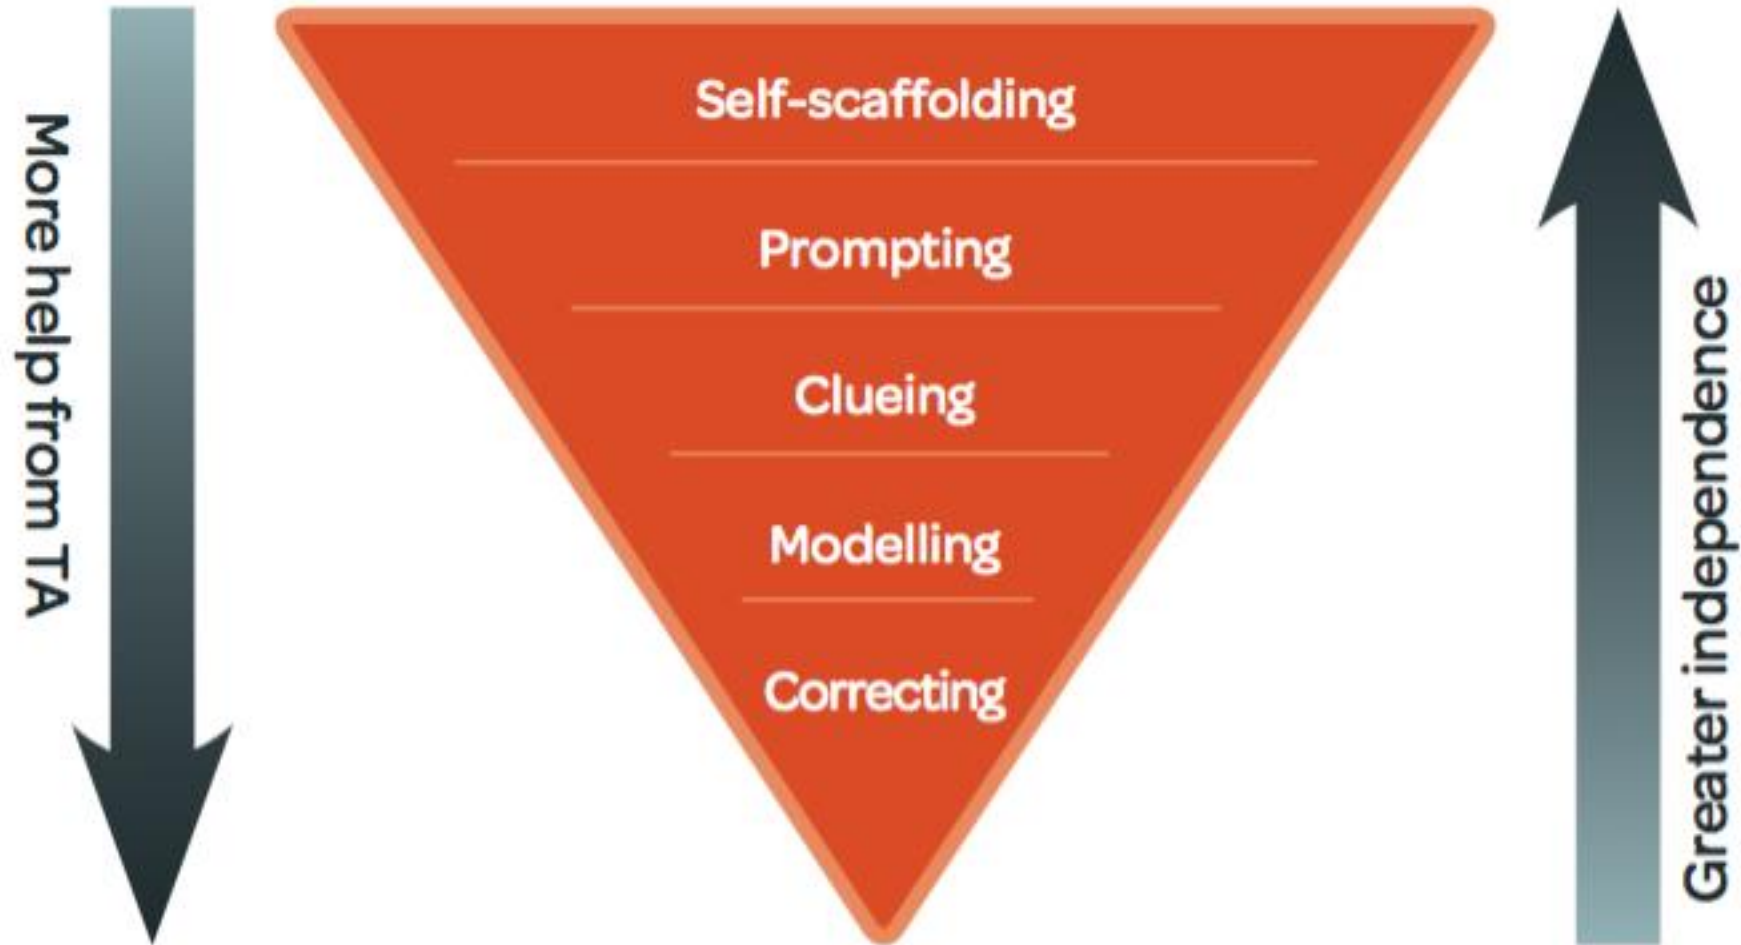 More help from TA
Self-scaffolding
Prompting
Clueing
Modelling
Correcting
Greater independence